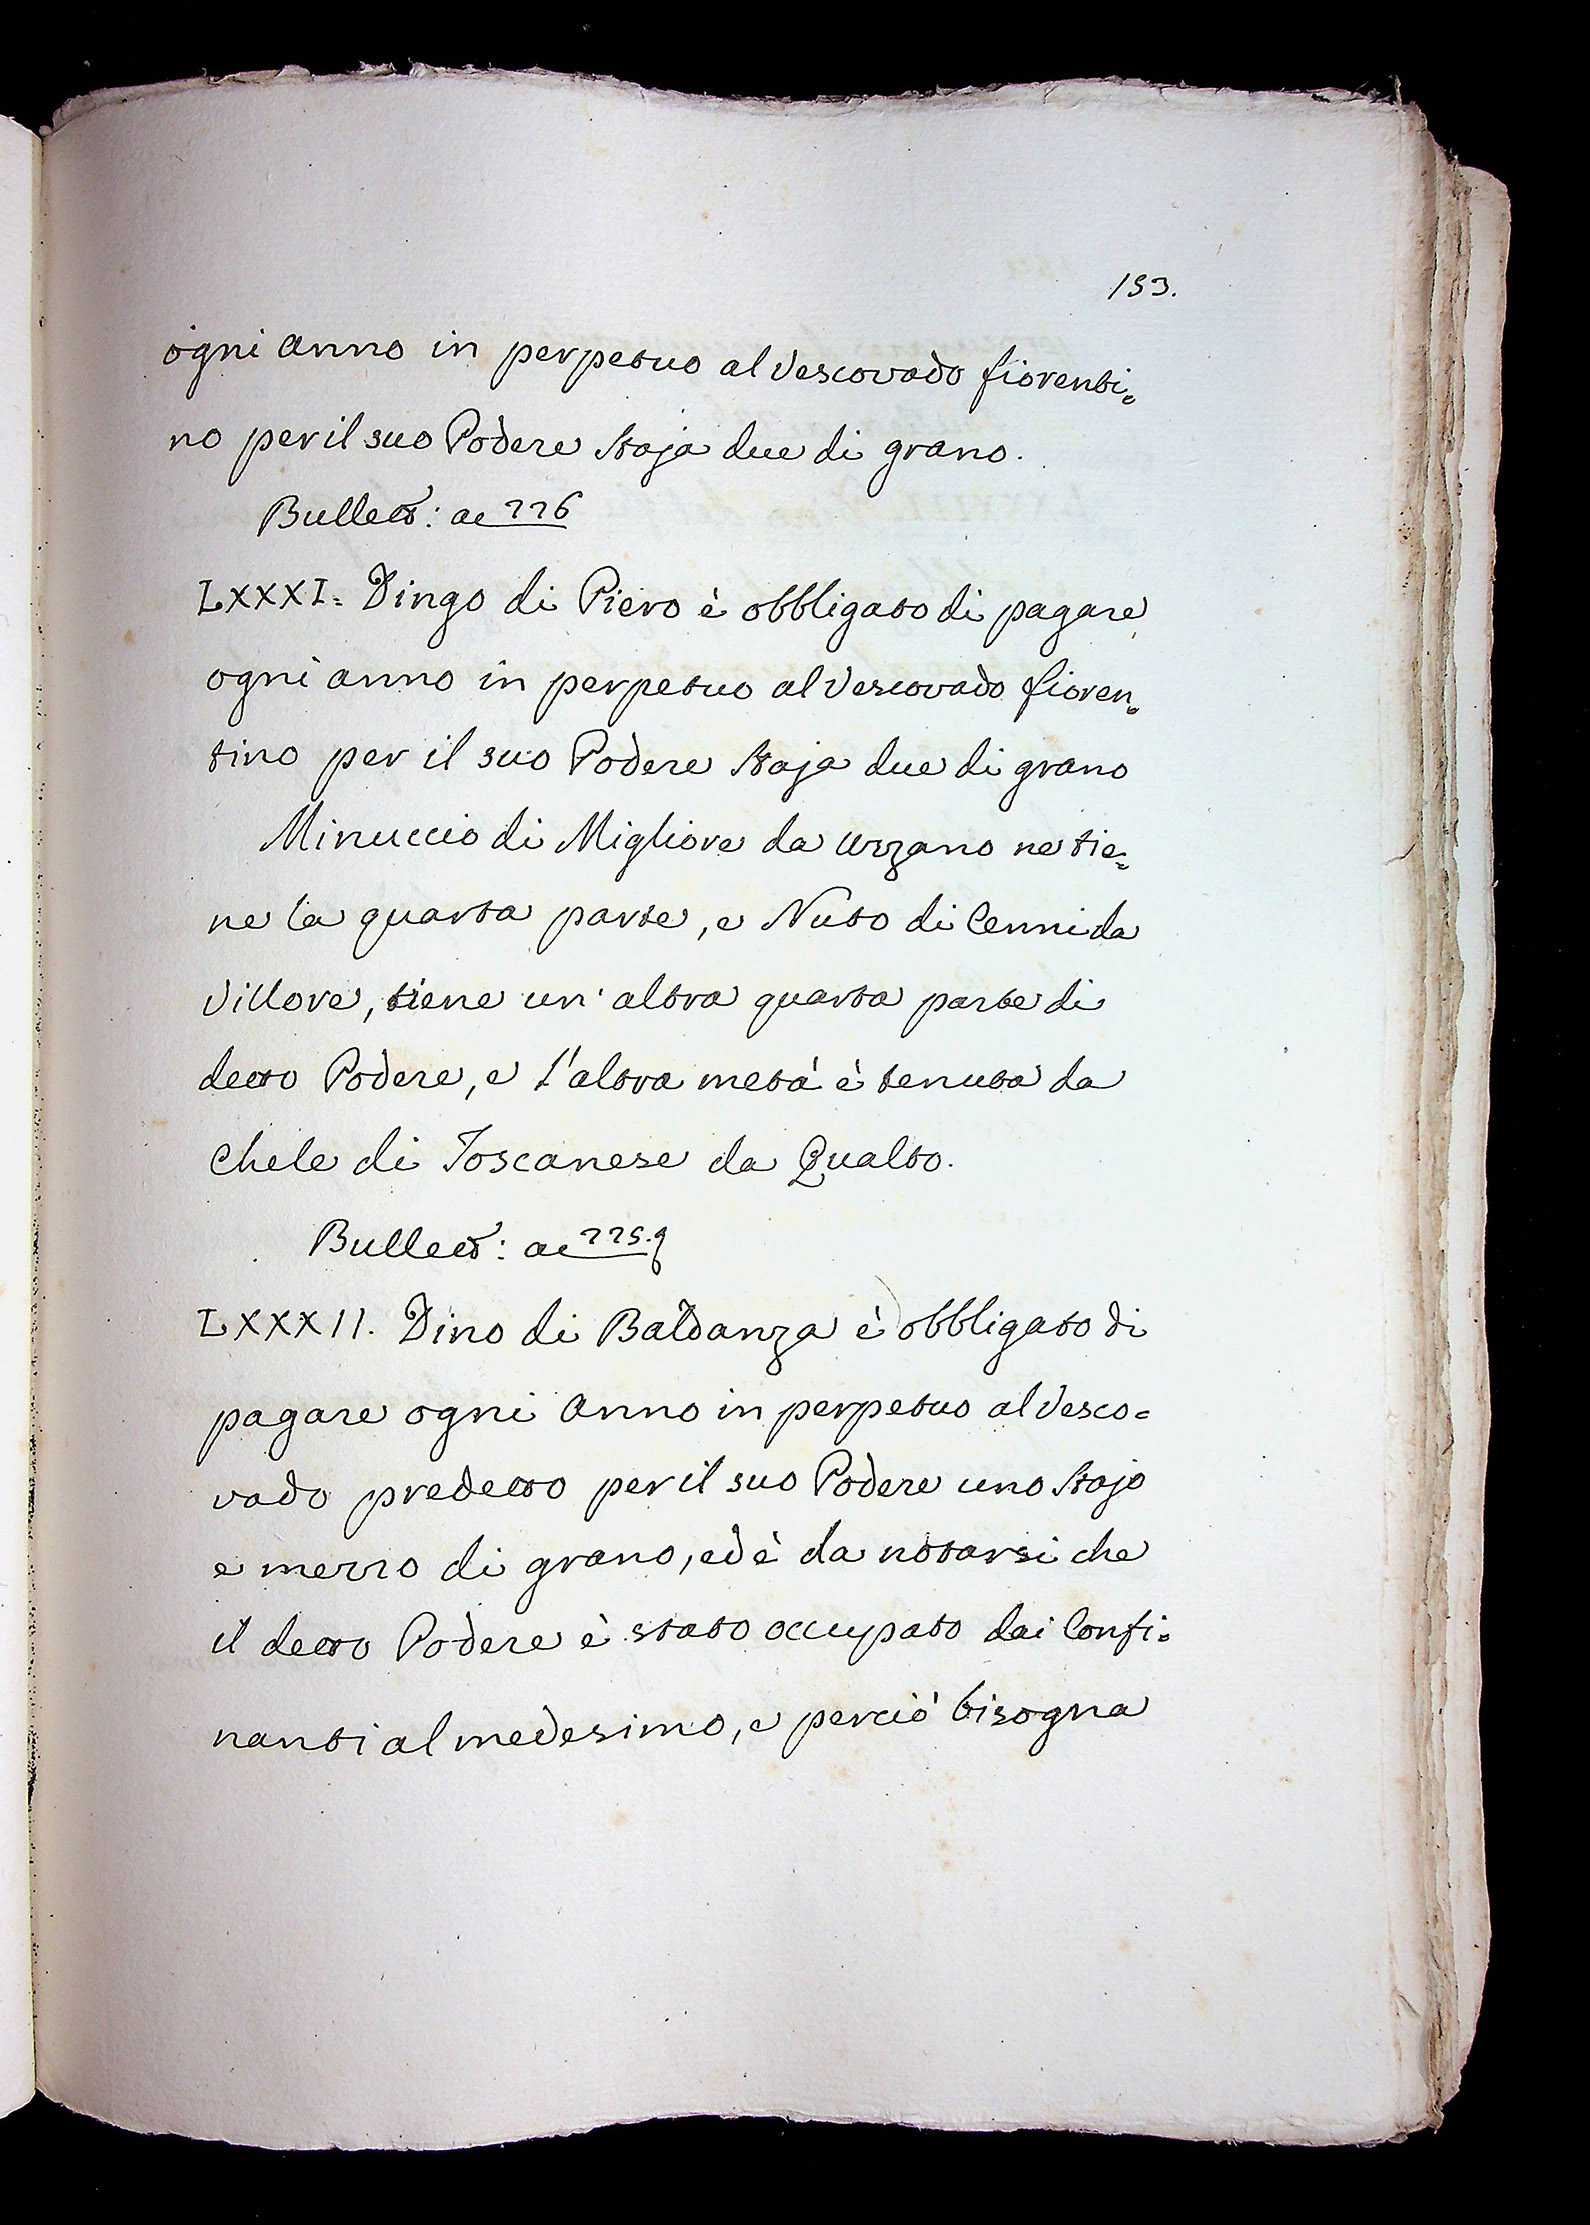 153.
ogni Anno in perpetuo al Vescovado fiorenti=
no per il suo Podere staja due di grano.
Bullett: ac 226
LXXXI. Dingo di Piero è obbligato di pagare
ogni anno in perpetuo al Vescovado fioren=
tino per il suo Podere staja due di grano
Minuccio di Migliore da Uzzano ne tie=
ne la quarta parte, e Nuto di Cenni da
Villore, tiene un' altra quarta parte di
detto Podere, e l'altra metà è tenuta da
Chele di Toscanese da Qualto.
Bullett: ac 225.
LXXXII. Dino di Baldanza è obbligato di
pagare ogni Anno in perpetuo al Vesco=
vado predetto per il suo Podere uno stajo
e mezzo di grano, ed è da notarsi che
il detto Podere è stato occupato dai Confi=
nanti al medesimo, e perciò bisogna